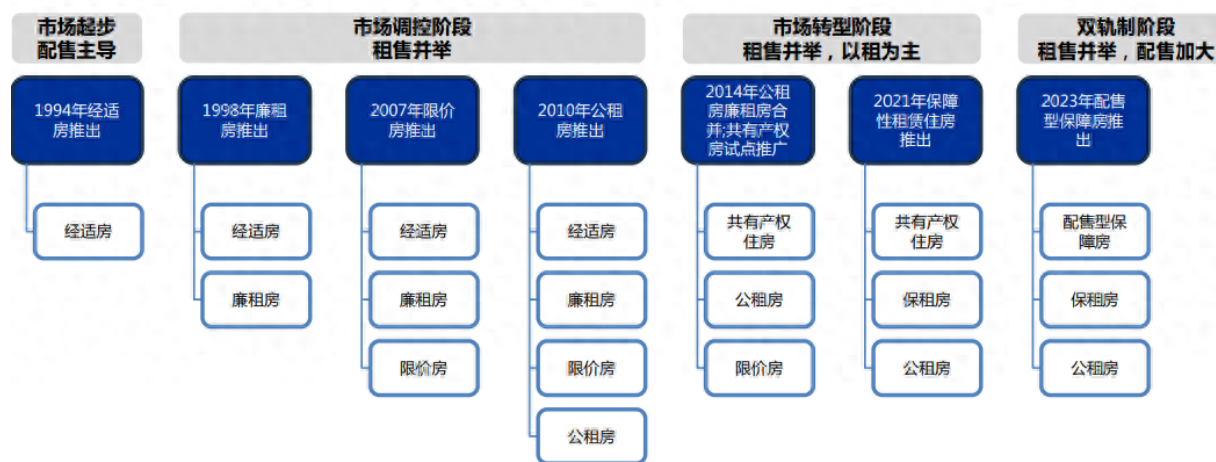 市场起步
配售主导
市场调控阶段
租售并举
市场转型阶段
租售并举，以租为主
双轨制阶段
租售并举，配售加大
1994年经适
房推出
1998年廉租
房推出
2007年限价
房推出
2010年公租
房推出
2014年公租
房廉租房合
并;共有产权
房试点推广
2021年保障
性租赁住房
推出
2023年配售
型保障房推
出
经适房
经适房
廉租房
经适房
廉租房
限价房
经适房
廉租房
限价房
公租房
共有产权
住房
公租房
限价房
共有产权
住房
保租房
公租房
配售型保
障房
保租房
公租房